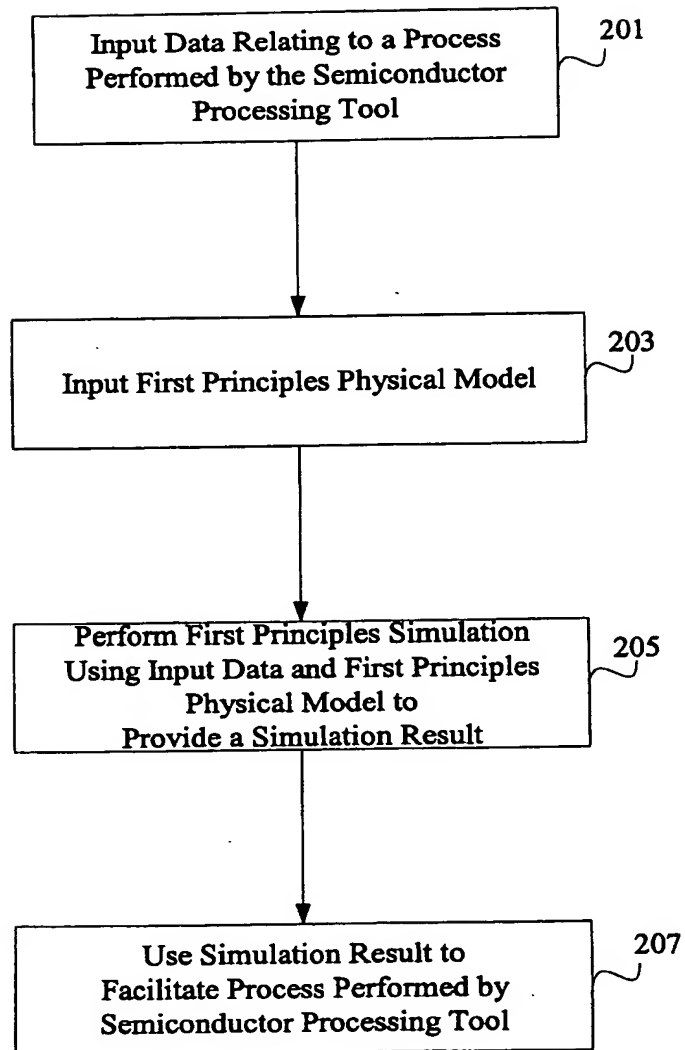 Input Data Relating to a Process
Performed by the Semiconductor
Processing Tool
201
Input First Principles Physical Model
203
Perform First Principles Simulation
Using Input Data and First Principles
Physical Model to
Provide a Simulation Result
205
Use Simulation Result to
Facilitate Process Performed by
Semiconductor Processing Tool
207